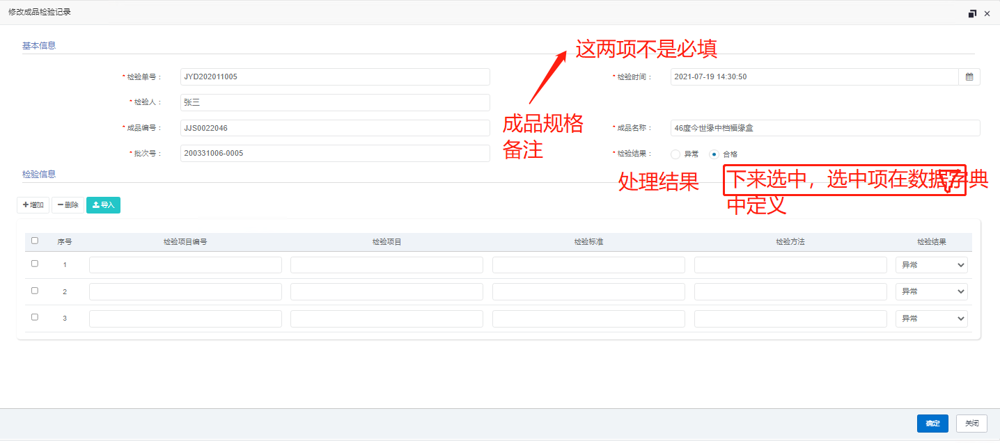 修改成品检验记录
基本信息
这两项不是必填
* 检验单号： JYD202011005
* 检验时间： 2021-07-19 14:30:50
* 检验人： 张三
成品规格
备注
* 成品编号： JJS0022046
* 成品名称： 46度今世缘中档福缘盒
* 批次号： 200331006-0005
* 检验结果： 异常 合格
检验信息
处理结果
下来选中，选中项在数据字典
中定义
增加 删除 导入
序号 检验项目编号 检验项目 检验标准 检验方法 检验结果
1 异常
2 异常
3 异常
确定 关闭